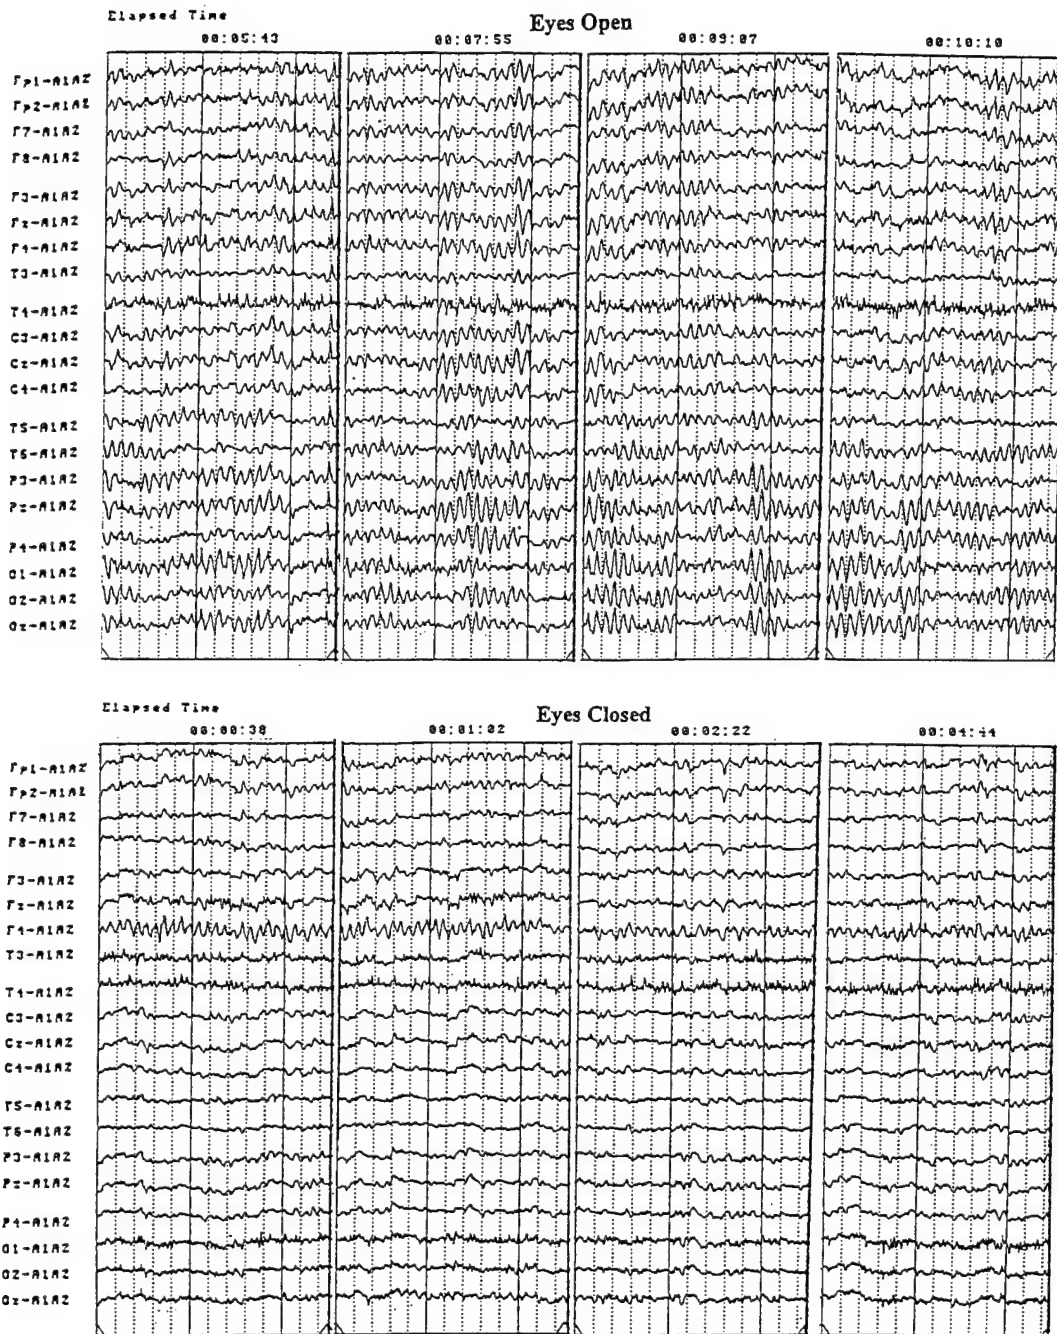 Elapsed Time
Eyes Open
00:05:43 00:07:55 00:09:07 00:10:10
Fp1-A1A2
Fp2-A1A2
F7-A1A2
F8-A1A2
F3-A1A2
Fz-A1A2
F4-A1A2
T3-A1A2
T4-A1A2
C3-A1A2
Cz-A1A2
C4-A1A2
T5-A1A2
T6-A1A2
P3-A1A2
Pz-A1A2
P4-A1A2
O1-A1A2
O2-A1A2
Oz-A1A2
Elapsed Time
Eyes Closed
00:00:38 00:01:02 00:02:22 00:04:44
Fp1-A1A2
Fp2-A1A2
F7-A1A2
F8-A1A2
F3-A1A2
Fz-A1A2
F4-A1A2
T3-A1A2
T4-A1A2
C3-A1A2
Cz-A1A2
C4-A1A2
T5-A1A2
T6-A1A2
P3-A1A2
Pz-A1A2
P4-A1A2
O1-A1A2
O2-A1A2
Oz-A1A2